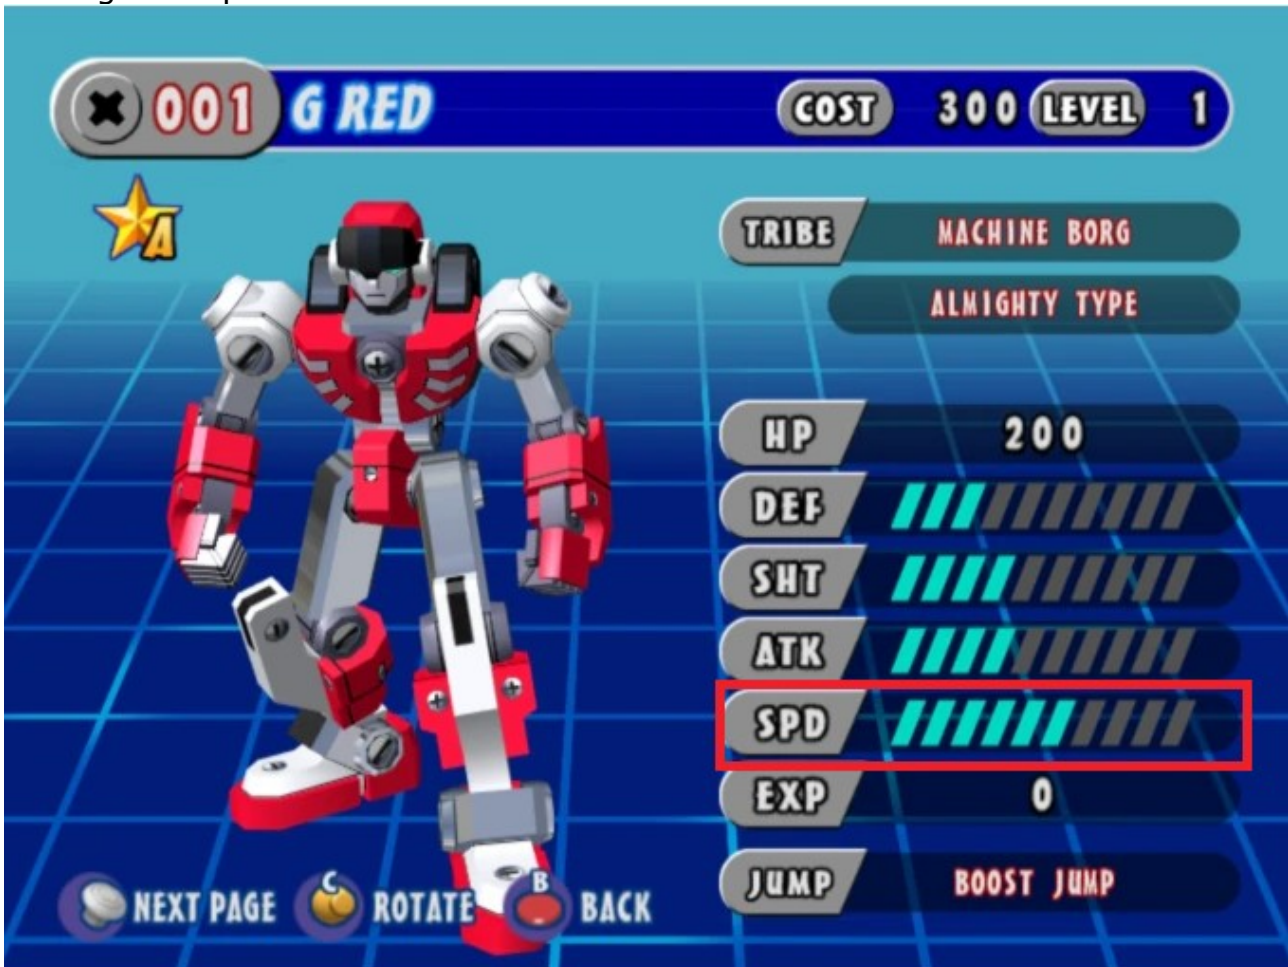 001 G RED COST 300 LEVEL 1
A
TRIBE MACHINE BORG
ALMIGHTY TYPE
HP 200
DEF
SHT
ATK
SPD
EXP 0
JUMP BOOST JUMP
NEXT PAGE C ROTATE B BACK